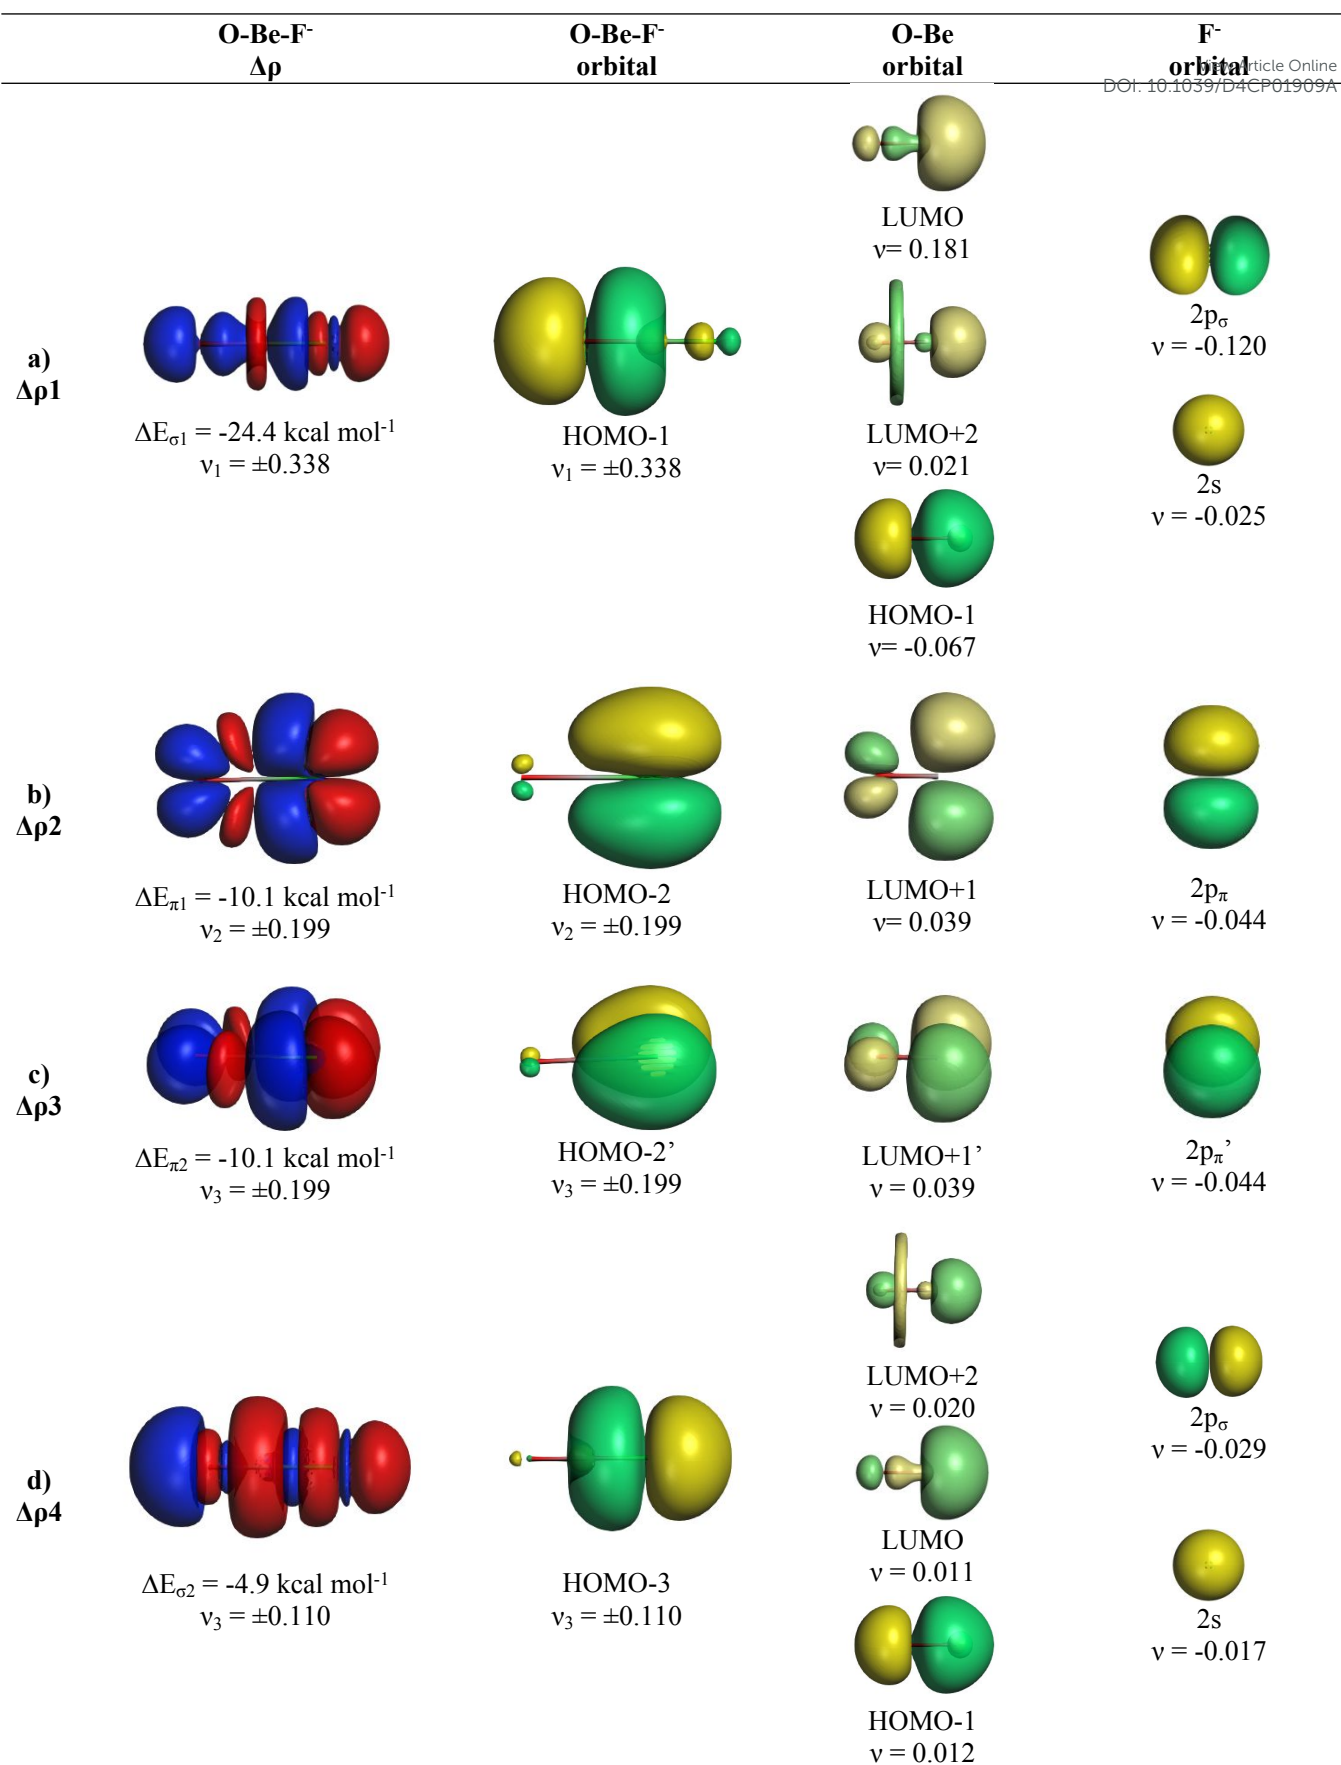 O-Be-F-
Δρ
O-Be-F-
orbital
O-Be
orbital
F-
orbital
View Article Online
DOI: 10.1039/D4CP01909A
a)
Δρ1
ΔEσ1 = -24.4 kcal mol-1
ν1 = ±0.338
HOMO-1
ν1 = ±0.338
LUMO
ν= 0.181
LUMO+2
ν= 0.021
HOMO-1
ν= -0.067
2pσ
ν = -0.120
2s
ν = -0.025
b)
Δρ2
ΔEπ1 = -10.1 kcal mol-1
ν2 = ±0.199
HOMO-2
ν2 = ±0.199
LUMO+1
ν= 0.039
2pπ
ν = -0.044
c)
Δρ3
ΔEπ2 = -10.1 kcal mol-1
ν3 = ±0.199
HOMO-2’
ν3 = ±0.199
LUMO+1’
ν = 0.039
2pπ’
ν = -0.044
d)
Δρ4
ΔEσ2 = -4.9 kcal mol-1
ν3 = ±0.110
HOMO-3
ν3 = ±0.110
LUMO+2
ν = 0.020
LUMO
ν = 0.011
HOMO-1
ν = 0.012
2pσ
ν = -0.029
2s
ν = -0.017